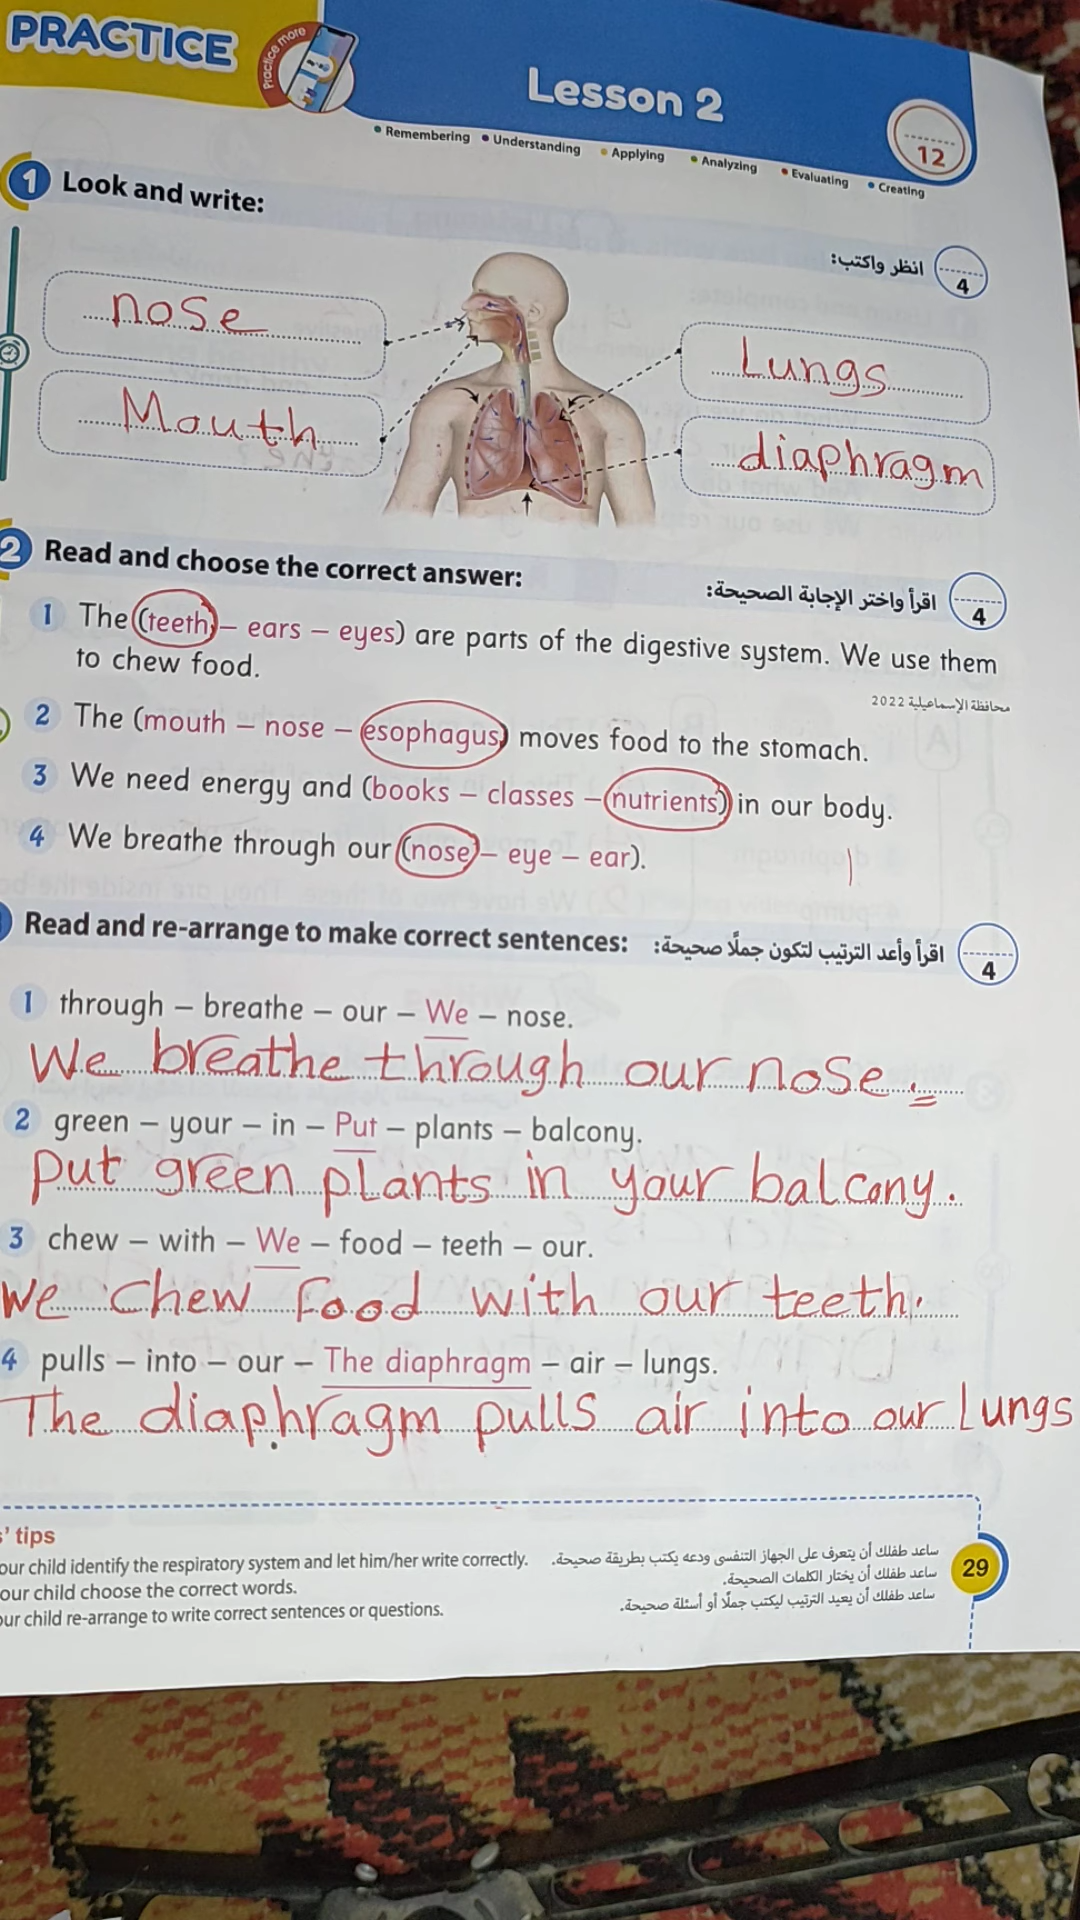 PRACTICE
Practice more
Lesson 2
Remembering Understanding Applying Analyzing Evaluating Creating
12
1 Look and write:
انظر واكتب:
4
nose
Lungs
Mouth
diaphragm
2 Read and choose the correct answer:
اقرأ واختر الإجابة الصحيحة:
4
1 The (teeth – ears – eyes) are parts of the digestive system. We use them
to chew food.
محافظة الإسماعيلية 2022
2 The (mouth – nose – esophagus) moves food to the stomach.
3 We need energy and (books – classes – nutrients) in our body.
4 We breathe through our (nose – eye – ear).
Read and re-arrange to make correct sentences:
اقرأ وأعد الترتيب لتكون جملًا صحيحة:
4
1 through – breathe – our – We – nose.
We breathe through our nose.
2 green – your – in – Put – plants – balcony.
put green plants in your balcony.
3 chew – with – We – food – teeth – our.
we chew food with our teeth.
4 pulls – into – our – The diaphragm – air – lungs.
The diaphragm pulls air into our Lungs
s' tips
our child identify the respiratory system and let him/her write correctly.
ساعد طفلك أن يتعرف على الجهاز التنفسى ودعه يكتب بطريقة صحيحة.
our child choose the correct words.
ساعد طفلك أن يختار الكلمات الصحيحة.
our child re-arrange to write correct sentences or questions.
ساعد طفلك أن يعيد الترتيب ليكتب جملًا أو أسئلة صحيحة.
29